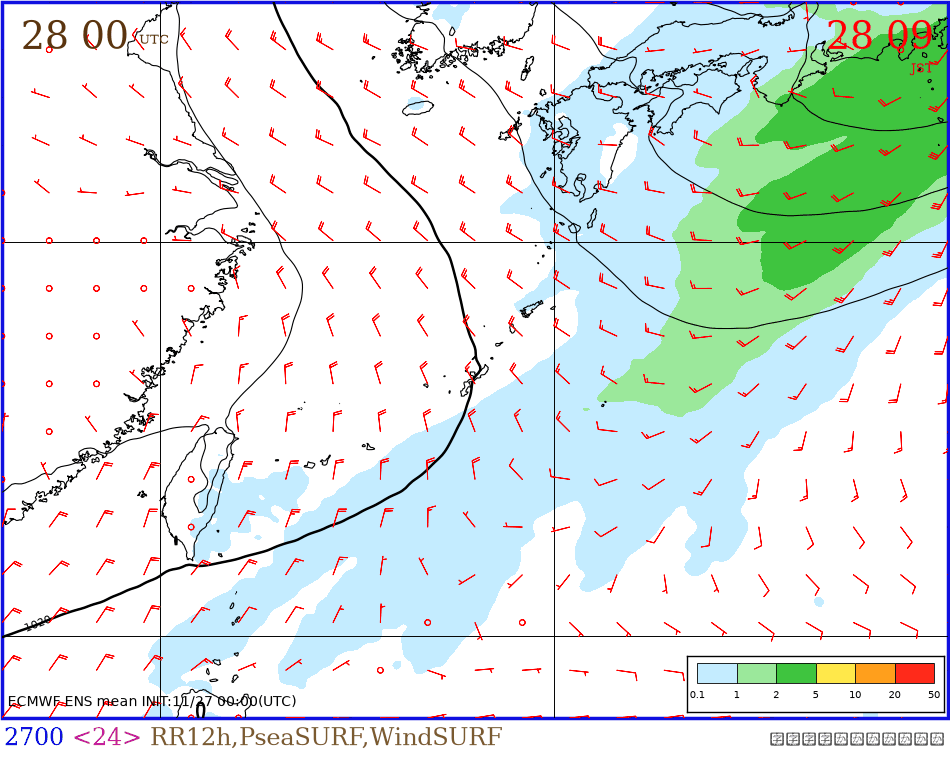 28 00 UTC
28 09
JST
1020
0.1 1 2 5 10 20 50
ECMWF ENS mean INIT:11/27 00:00(UTC)
0
2700 <24> RR12h,PseaSURF,WindSURF